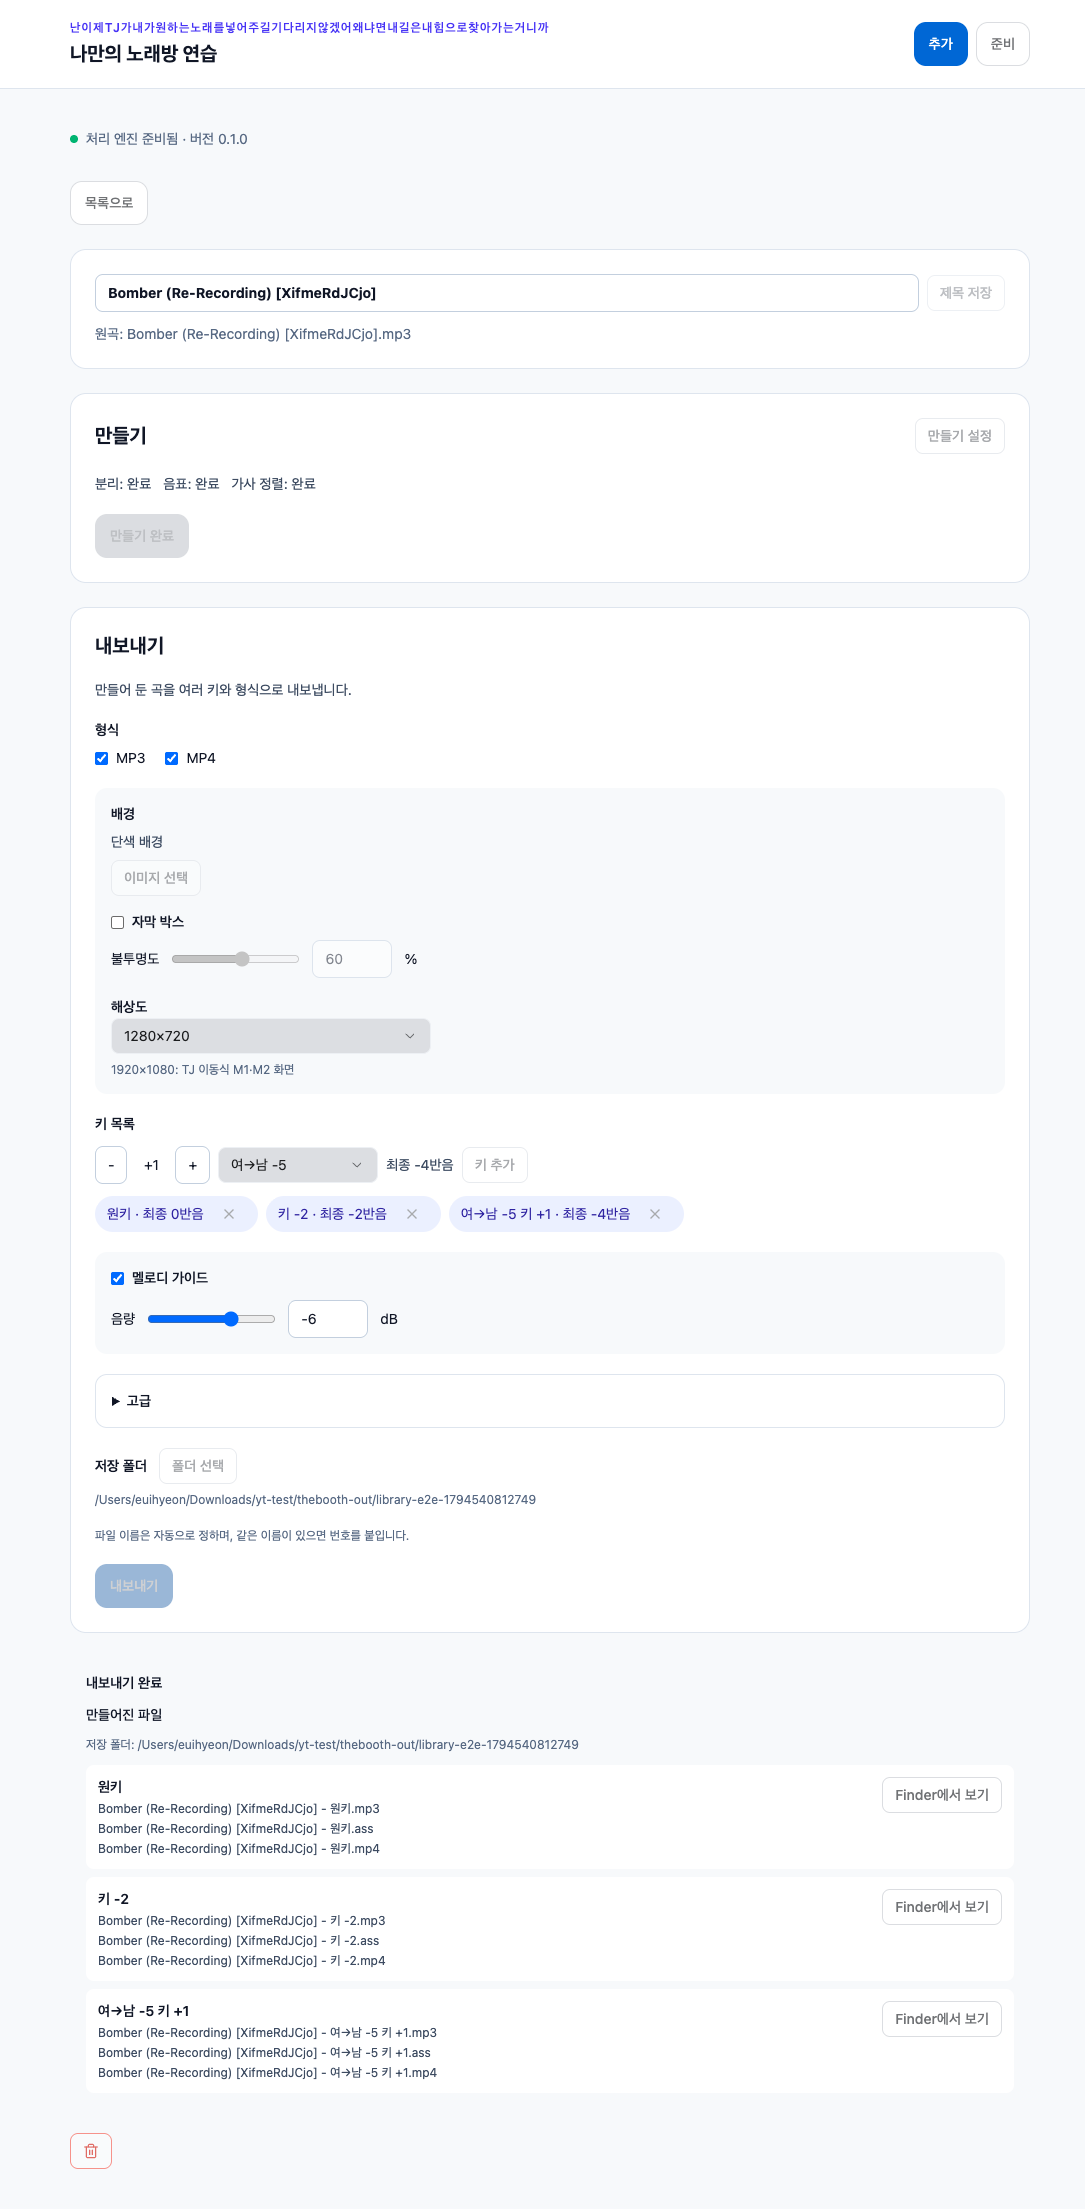 난이제TJ가내가원하는노래를넣어주길기다리지않겠어왜냐면내길은내힘으로찾아가는거니까
나만의 노래방 연습
추가
준비
처리 엔진 준비됨 · 버전 0.1.0
목록으로
Bomber (Re-Recording) [XifmeRdJCjo]
제목 저장
원곡: Bomber (Re-Recording) [XifmeRdJCjo].mp3
만들기
만들기 설정
분리: 완료 음표: 완료 가사 정렬: 완료
만들기 완료
내보내기
만들어 둔 곡을 여러 키와 형식으로 내보냅니다.
형식
MP3 MP4
배경
단색 배경
이미지 선택
자막 박스
불투명도 60 %
해상도
1280×720
1920×1080: TJ 이동식 M1·M2 화면
키 목록
- +1 + 여→남 -5 최종 -4반음 키 추가
원키 · 최종 0반음 키 -2 · 최종 -2반음 여→남 -5 키 +1 · 최종 -4반음
멜로디 가이드
음량 -6 dB
고급
저장 폴더 폴더 선택
/Users/euihyeon/Downloads/yt-test/thebooth-out/library-e2e-1794540812749
파일 이름은 자동으로 정하며, 같은 이름이 있으면 번호를 붙입니다.
내보내기
내보내기 완료
만들어진 파일
저장 폴더: /Users/euihyeon/Downloads/yt-test/thebooth-out/library-e2e-1794540812749
원키
Finder에서 보기
Bomber (Re-Recording) [XifmeRdJCjo] - 원키.mp3
Bomber (Re-Recording) [XifmeRdJCjo] - 원키.ass
Bomber (Re-Recording) [XifmeRdJCjo] - 원키.mp4
키 -2
Finder에서 보기
Bomber (Re-Recording) [XifmeRdJCjo] - 키 -2.mp3
Bomber (Re-Recording) [XifmeRdJCjo] - 키 -2.ass
Bomber (Re-Recording) [XifmeRdJCjo] - 키 -2.mp4
여→남 -5 키 +1
Finder에서 보기
Bomber (Re-Recording) [XifmeRdJCjo] - 여→남 -5 키 +1.mp3
Bomber (Re-Recording) [XifmeRdJCjo] - 여→남 -5 키 +1.ass
Bomber (Re-Recording) [XifmeRdJCjo] - 여→남 -5 키 +1.mp4